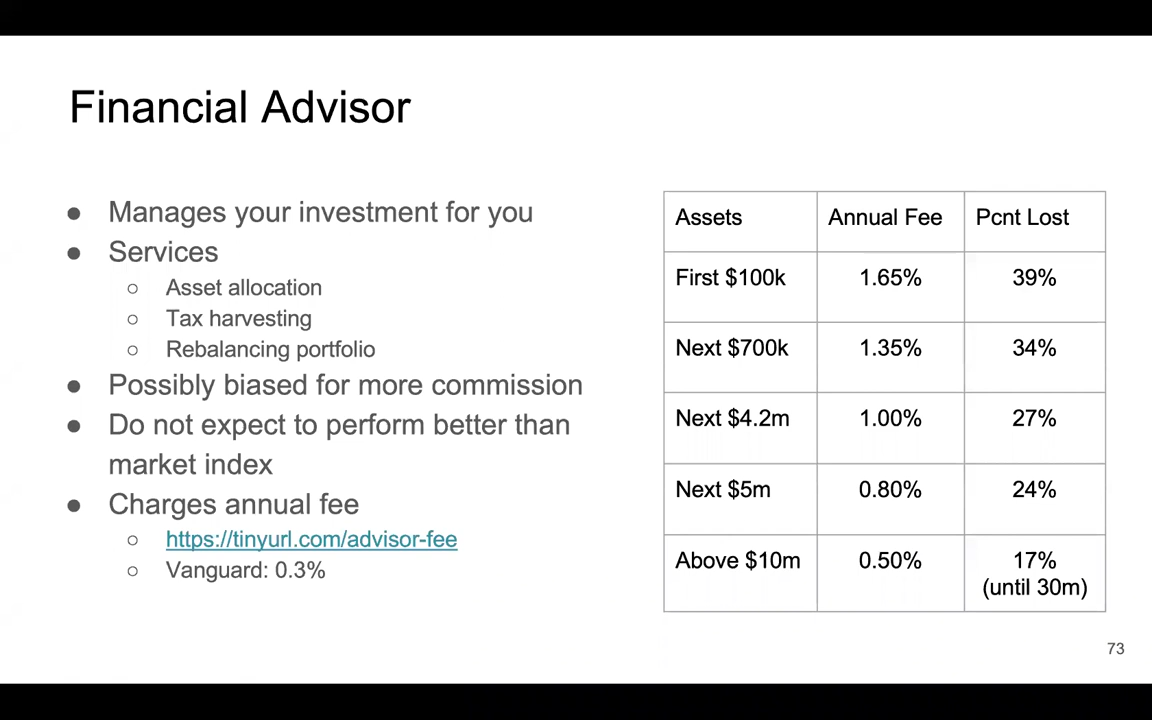 Financial Advisor
● Manages your investment for you
● Services
○ Asset allocation
○ Tax harvesting
○ Rebalancing portfolio
● Possibly biased for more commission
● Do not expect to perform better than
market index
● Charges annual fee
○ https://tinyurl.com/advisor-fee
○ Vanguard: 0.3%
Assets Annual Fee Pcnt Lost
First $100k 1.65% 39%
Next $700k 1.35% 34%
Next $4.2m 1.00% 27%
Next $5m 0.80% 24%
Above $10m 0.50% 17%
(until 30m)
73